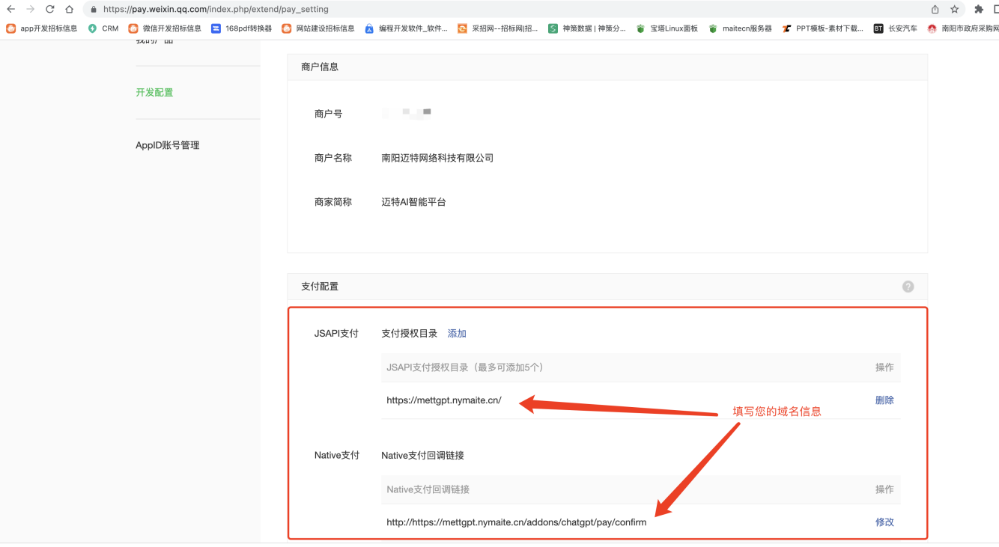 https://pay.weixin.qq.com/index.php/extend/pay_setting
app开发招标信息 CRM 微信开发招标信息 168pdf转换器 网站建设招标信息 编程开发软件_软件... 采招网--招标网|招... 神策数据 | 神策分... 宝塔Linux面板 maitecn服务器 PPT模板-素材下载... BT 长安汽车 南阳市政府采购网
我的产品
开发配置
AppID账号管理
商户信息
商户号
商户名称 南阳迈特网络科技有限公司
商家简称 迈特AI智能平台
支付配置 ?
JSAPI支付 支付授权目录 添加
JSAPI支付授权目录（最多可添加5个） 操作
https://mettgpt.nymaite.cn/ 删除
填写您的域名信息
Native支付 Native支付回调链接
Native支付回调链接 操作
http://https://mettgpt.nymaite.cn/addons/chatgpt/pay/confirm 修改